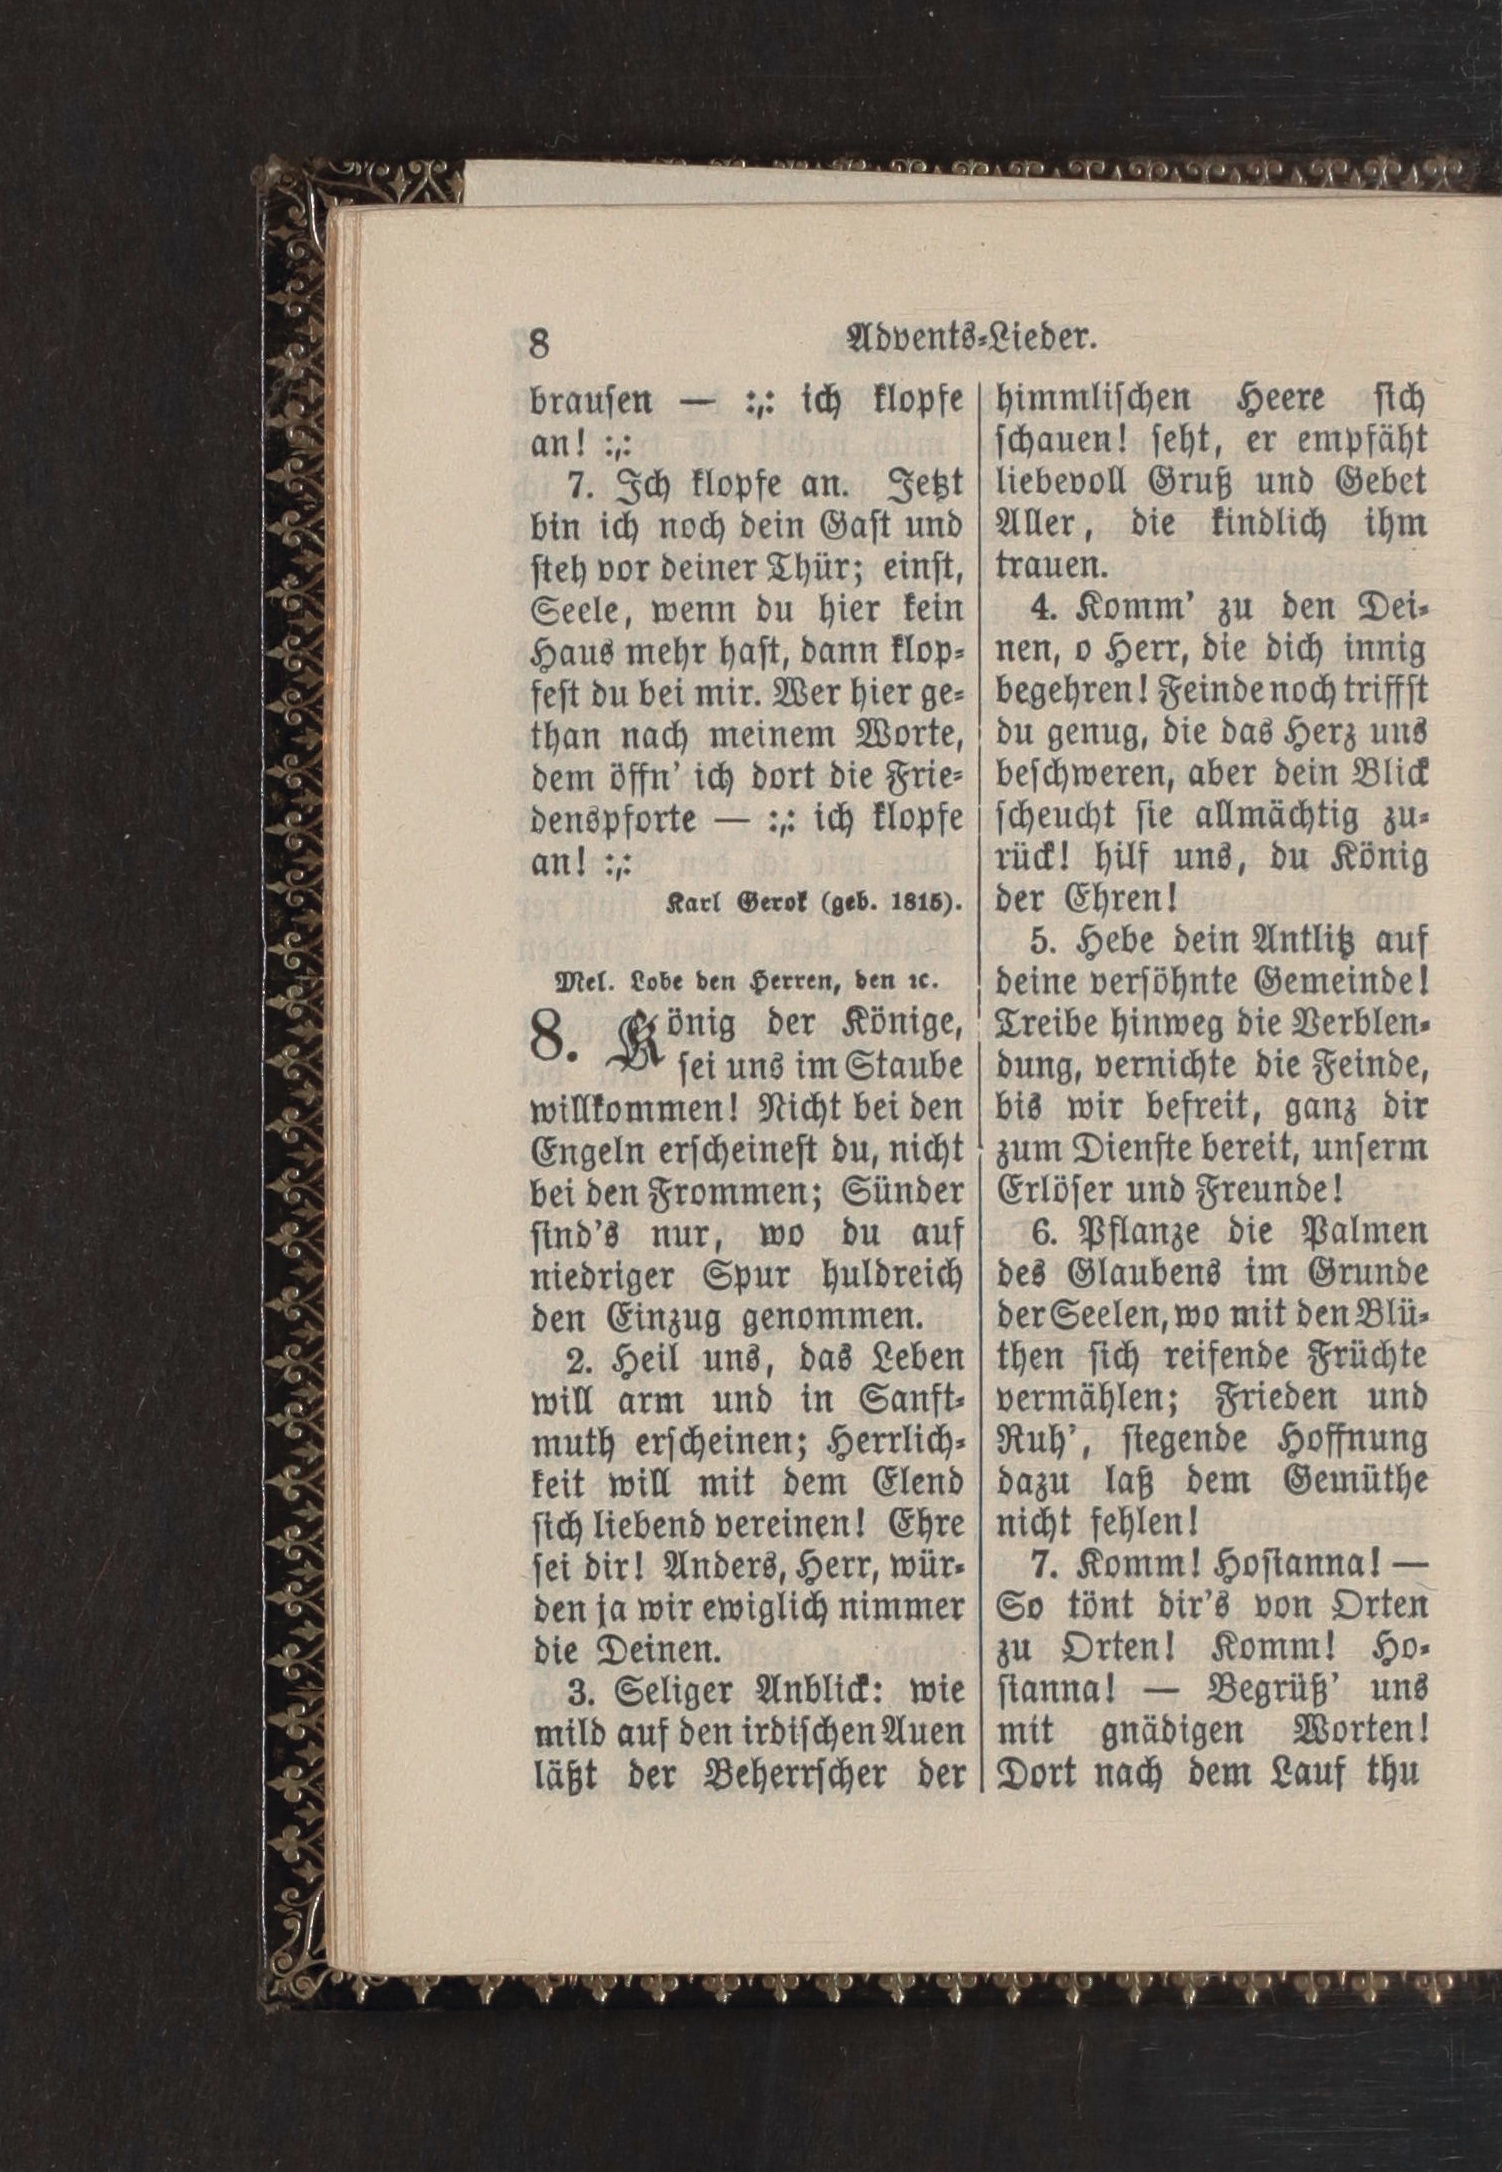 8
Advents-Lieder.
brausen — :,: ich klopfe
an! :,:
7. Ich klopfe an. Jetzt
bin ich noch dein Gast und
steh vor deiner Thür; einst,
Seele, wenn du hier kein
Haus mehr hast, dann klop-
fest du bei mir. Wer hier ge-
than nach meinem Worte,
dem öffn' ich dort die Frie-
denspforte — :,: ich klopfe
an! :,:
Karl Gerok (geb. 1815).
Mel. Lobe den Herren, den ꝛc.
8. König der Könige,
sei uns im Staube
willkommen! Nicht bei den
Engeln erscheinest du, nicht
bei den Frommen; Sünder
sind's nur, wo du auf
niedriger Spur huldreich
den Einzug genommen.
2. Heil uns, das Leben
will arm und in Sanft-
muth erscheinen; Herrlich-
keit will mit dem Elend
sich liebend vereinen! Ehre
sei dir! Anders, Herr, wür-
den ja wir ewiglich nimmer
die Deinen.
3. Seliger Anblick: wie
mild auf den irdischen Auen
läßt der Beherrscher der
himmlischen Heere sich
schauen! seht, er empfäht
liebevoll Gruß und Gebet
Aller, die kindlich ihm
trauen.
4. Komm' zu den Dei-
nen, o Herr, die dich innig
begehren! Feinde noch triffst
du genug, die das Herz uns
beschweren, aber dein Blick
scheucht sie allmächtig zu-
rück! hilf uns, du König
der Ehren!
5. Hebe dein Antlitz auf
deine versöhnte Gemeinde!
Treibe hinweg die Verblen-
dung, vernichte die Feinde,
bis wir befreit, ganz dir
zum Dienste bereit, unserm
Erlöser und Freunde!
6. Pflanze die Palmen
des Glaubens im Grunde
der Seelen, wo mit den Blü-
then sich reifende Früchte
vermählen; Frieden und
Ruh', siegende Hoffnung
dazu laß dem Gemüthe
nicht fehlen!
7. Komm! Hosianna! —
So tönt dir's von Orten
zu Orten! Komm! Ho-
sianna! — Begrüß' uns
mit gnädigen Worten!
Dort nach dem Lauf thu